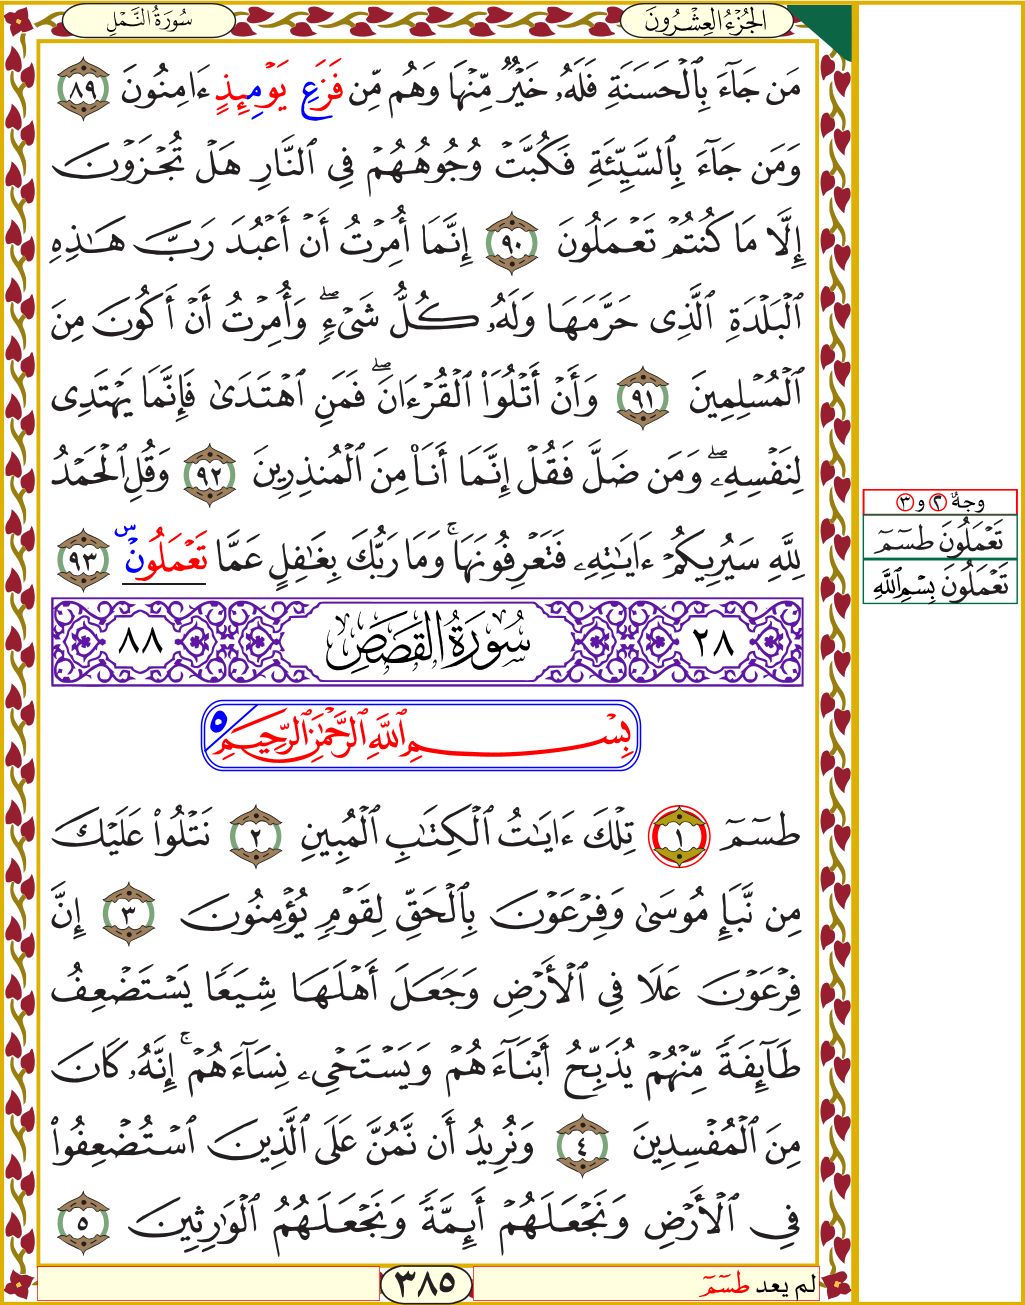 الجُزْءُ العِشْرُونَ
سُورَةُ النَّمْلِ
مَن جَآءَ بِٱلْحَسَنَةِ فَلَهُۥ خَيْرٌ مِّنْهَا وَهُم مِّن فَزَعِ يَوْمِئِذٍ ءَامِنُونَ ٨٩
وَمَن جَآءَ بِٱلسَّيِّئَةِ فَكُبَّتْ وُجُوهُهُمْ فِى ٱلنَّارِ هَلْ تُجْزَوْنَ
إِلَّا مَا كُنتُمْ تَعْمَلُونَ ٩٠ إِنَّمَآ أُمِرْتُ أَنْ أَعْبُدَ رَبَّ هَـٰذِهِ
ٱلْبَلْدَةِ ٱلَّذِى حَرَّمَهَا وَلَهُۥ كُلُّ شَىْءٍۖ وَأُمِرْتُ أَنْ أَكُونَ مِنَ
ٱلْمُسْلِمِينَ ٩١ وَأَنْ أَتْلُوَا۟ ٱلْقُرْءَانَۖ فَمَنِ ٱهْتَدَىٰ فَإِنَّمَا يَهْتَدِى
لِنَفْسِهِۦۖ وَمَن ضَلَّ فَقُلْ إِنَّمَآ أَنَا۠ مِنَ ٱلْمُنذِرِينَ ٩٢ وَقُلِ ٱلْحَمْدُ
لِلَّهِ سَيُرِيكُمْ ءَايَـٰتِهِۦ فَتَعْرِفُونَهَاۚ وَمَا رَبُّكَ بِغَـٰفِلٍ عَمَّا تَعْمَلُونَۜ ٩٣
٢٨ سُورَةُ القَصَصِ ٨٨
بِسْمِ ٱللَّهِ ٱلرَّحْمَـٰنِ ٱلرَّحِيمِ ٥
طسٓمٓ ١ تِلْكَ ءَايَـٰتُ ٱلْكِتَـٰبِ ٱلْمُبِينِ ٢ نَتْلُوا۟ عَلَيْكَ
مِن نَّبَإِ مُوسَىٰ وَفِرْعَوْنَ بِٱلْحَقِّ لِقَوْمٍ يُؤْمِنُونَ ٣ إِنَّ
فِرْعَوْنَ عَلَا فِى ٱلْأَرْضِ وَجَعَلَ أَهْلَهَا شِيَعًا يَسْتَضْعِفُ
طَآئِفَةً مِّنْهُمْ يُذَبِّحُ أَبْنَآءَهُمْ وَيَسْتَحْىِۦ نِسَآءَهُمْۚ إِنَّهُۥ كَانَ
مِنَ ٱلْمُفْسِدِينَ ٤ وَنُرِيدُ أَن نَّمُنَّ عَلَى ٱلَّذِينَ ٱسْتُضْعِفُوا۟
فِى ٱلْأَرْضِ وَنَجْعَلَهُمْ أَئِمَّةً وَنَجْعَلَهُمُ ٱلْوَٰرِثِينَ ٥
لم يعد طسٓمٓ
٣٨٥
وجهُ ٢ و ٣
تَعْمَلُونَ طسٓمٓ
تَعْمَلُونَ بِسْمِ ٱللَّهِ